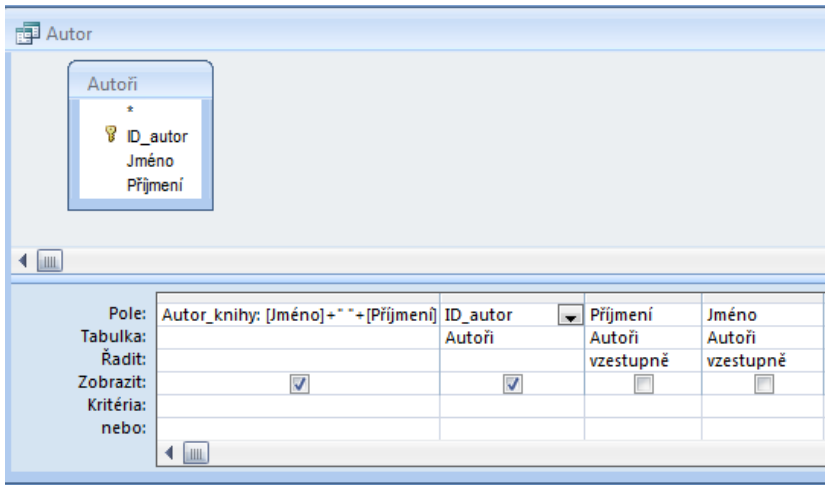 Autor
Autoři
*
ID_autor
Jméno
Příjmení
Pole: Autor_knihy: [Jméno]+" "+[Příjmení] ID_autor Příjmení Jméno
Tabulka: Autoři Autoři Autoři
Řadit: vzestupně vzestupně
Zobrazit:
Kritéria:
nebo: